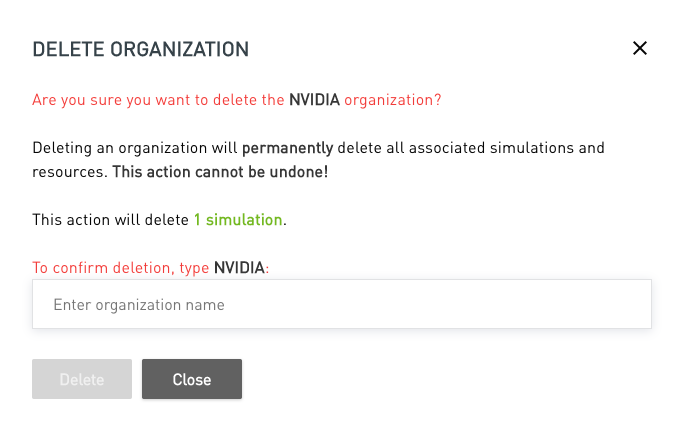 DELETE ORGANIZATION
Are you sure you want to delete the NVIDIA organization?
Deleting an organization will permanently delete all associated simulations and
resources. This action cannot be undone!
This action will delete 1 simulation.
To confirm deletion, type NVIDIA:
Enter organization name
Delete Close